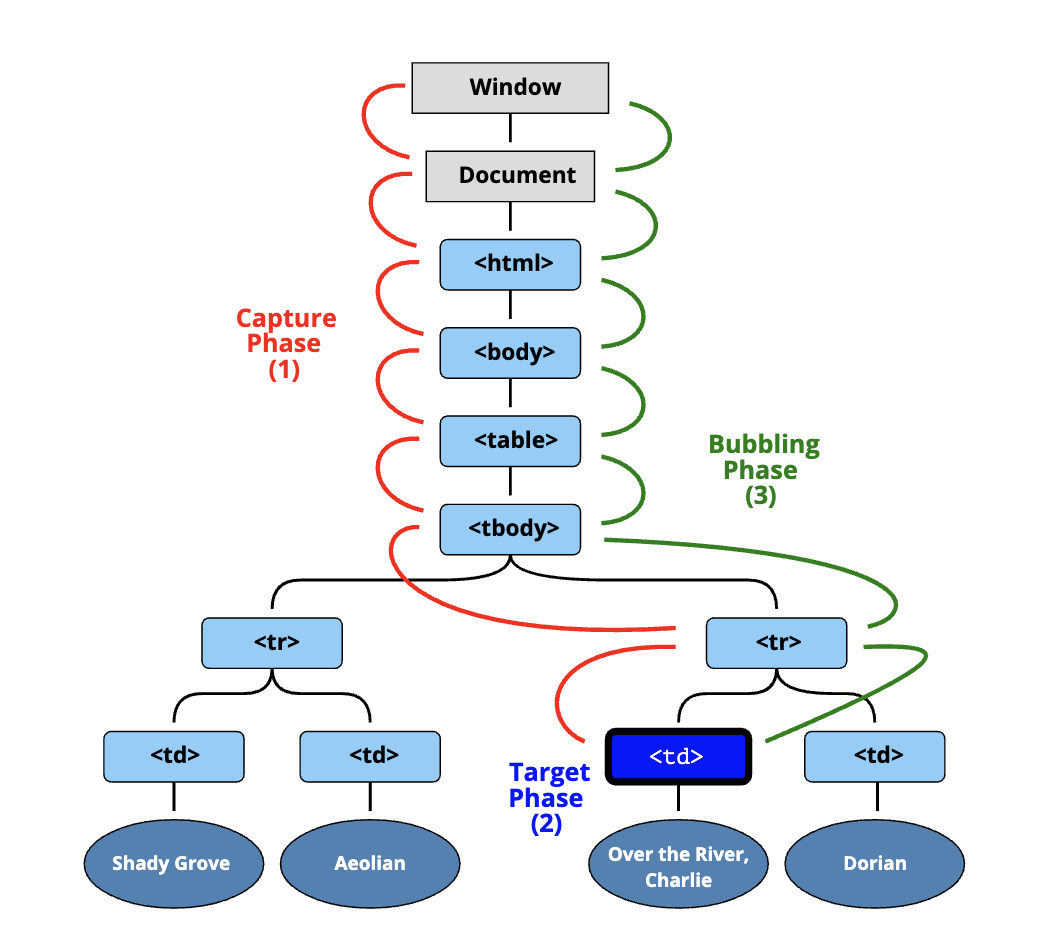 Window
Document
<html>
Capture
Phase
(1)
<body>
<table>
Bubbling
Phase
(3)
<tbody>
<tr>
<tr>
<td>
<td>
<td>
<td>
Target
Phase
(2)
Shady Grove
Aeolian
Over the River,
Charlie
Dorian